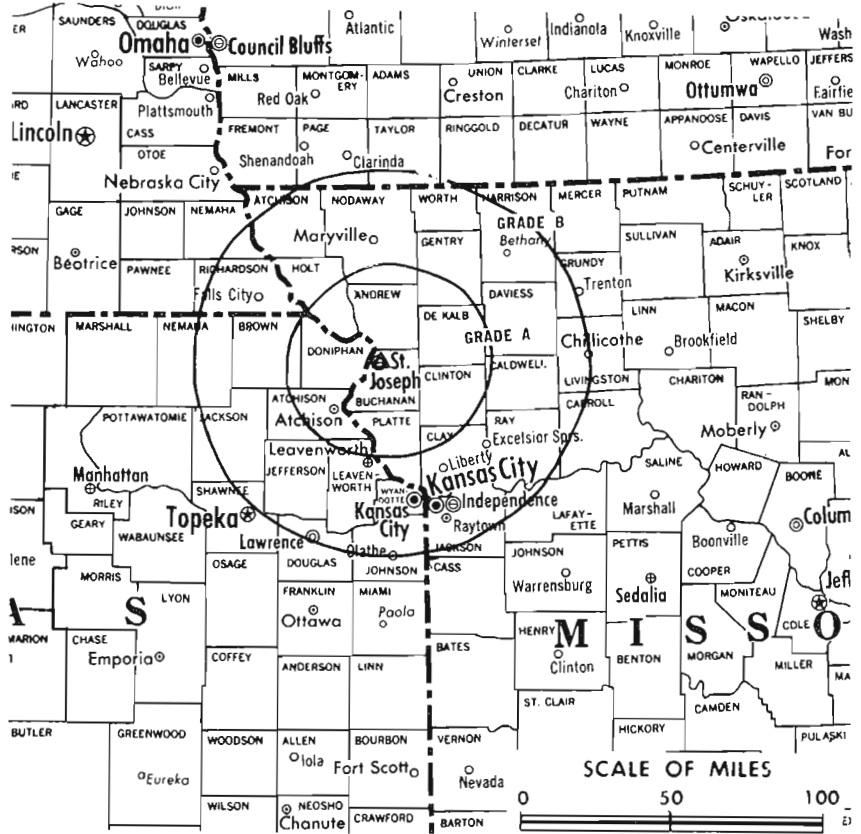 SAUNDERS
DOUGLAS
Omaha
Council Bluffs
Atlantic
Winterset
Indianola
Knoxville
Wahoo
SARPY
Bellevue
MILLS
MONTGOM-
ERY
ADAMS
UNION
CLARKE
LUCAS
MONROE
WAPELLO
Red Oak
Creston
Chariton
Ottumwa
LANCASTER
Plattsmouth
Lincoln
CASS
FREMONT
PAGE
TAYLOR
RINGGOLD
DECATUR
WAYNE
APPANOOSE
DAVIS
OTOE
Shenandoah
Clarinda
Centerville
Nebraska City
ATCHISON
NODAWAY
WORTH
HARRISON
MERCER
PUTNAM
SCHUY-
LER
SCOTLAND
GAGE
JOHNSON
NEMAHA
Maryville
GRADE B
GENTRY
Bethany
SULLIVAN
ADAIR
KNOX
Beatrice
PAWNEE
RICHARDSON
HOLT
GRUNDY
Kirksville
Falls City
Trenton
ANDREW
DAVIESS
LINN
MACON
MARSHALL
NEMAHA
BROWN
DE KALB
SHELBY
DONIPHAN
GRADE A
Chillicothe
Brookfield
St.
Joseph
CLINTON
CALDWELL
LIVINGSTON
CHARITON
ATCHISON
BUCHANAN
CARROLL
RAN-
DOLPH
POTTAWATOMIE
JACKSON
Atchison
PLATTE
RAY
Moberly
CLAY
Excelsior Sprs.
Leavenworth
JEFFERSON
LEAVEN-
WORTH
Liberty
Kansas City
SALINE
HOWARD
BOONE
Manhattan
SHAWNEE
WYAN
DOTTE
RILEY
Topeka
Kansas
City
Independence
Marshall
GEARY
Raytown
LAFAY-
ETTE
WABAUNSEE
Lawrence
Olathe
JACKSON
PETTIS
Boonville
OSAGE
DOUGLAS
JOHNSON
CASS
JOHNSON
COOPER
MORRIS
Warrensburg
Sedalia
MONITEAU
LYON
FRANKLIN
MIAMI
S
Ottawa
Paola
HENRY
M I S S O
COLE
CHASE
BATES
Emporia
COFFEY
Clinton
BENTON
MORGAN
MILLER
ANDERSON
LINN
ST. CLAIR
CAMDEN
BUTLER
GREENWOOD
WOODSON
ALLEN
BOURBON
VERNON
HICKORY
PULASKI
Iola
Fort Scott
Eureka
Nevada
SCALE OF MILES
WILSON
NEOSHO
Chanute
CRAWFORD
BARTON
0 50 100